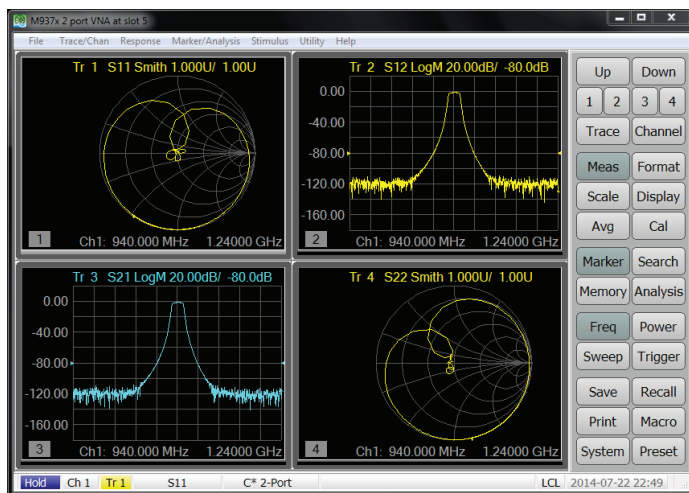 M937x 2 port VNA at slot 5
File Trace/Chan Response Marker/Analysis Stimulus Utility Help
Tr 1 S11 Smith 1.000U/ 1.00U
1
Ch1: 940.000 MHz 1.24000 GHz
Tr 2 S12 LogM 20.00dB/ -80.0dB
0.00
-40.00
-80.00
-120.00
-160.00
2
Ch1: 940.000 MHz 1.24000 GHz
Tr 3 S21 LogM 20.00dB/ -80.0dB
0.00
-40.00
-80.00
-120.00
-160.00
3
Ch1: 940.000 MHz 1.24000 GHz
Tr 4 S22 Smith 1.000U/ 1.00U
4
Ch1: 940.000 MHz 1.24000 GHz
Up Down
1 2 3 4
Trace Channel
Meas Format
Scale Display
Avg Cal
Marker Search
Memory Analysis
Freq Power
Sweep Trigger
Save Recall
Print Macro
System Preset
Hold Ch 1 Tr 1 S11 C* 2-Port LCL 2014-07-22 22:49